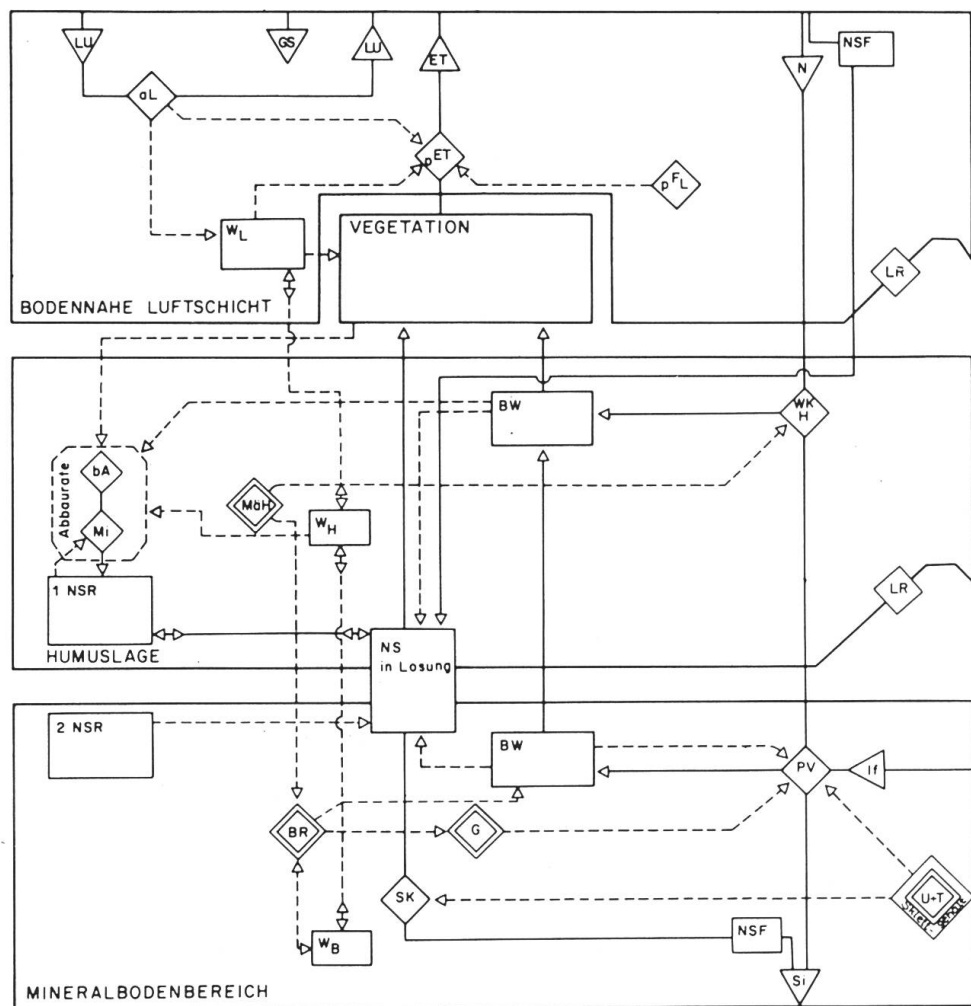 LU
GS
LU
ET
N
NSF
aL
pET
pFL
VEGETATION
WL
LR
BODENNAHE LUFTSCHICHT
BW
WK
H
bA
Abbaurate
MäH
WH
Mi
1 NSR
LR
NS
in Losung
HUMUSLAGE
2 NSR
BW
PV
If
BR
G
SK
U+T
Skelettgehalt
NSF
WB
Si
MINERALBODENBEREICH